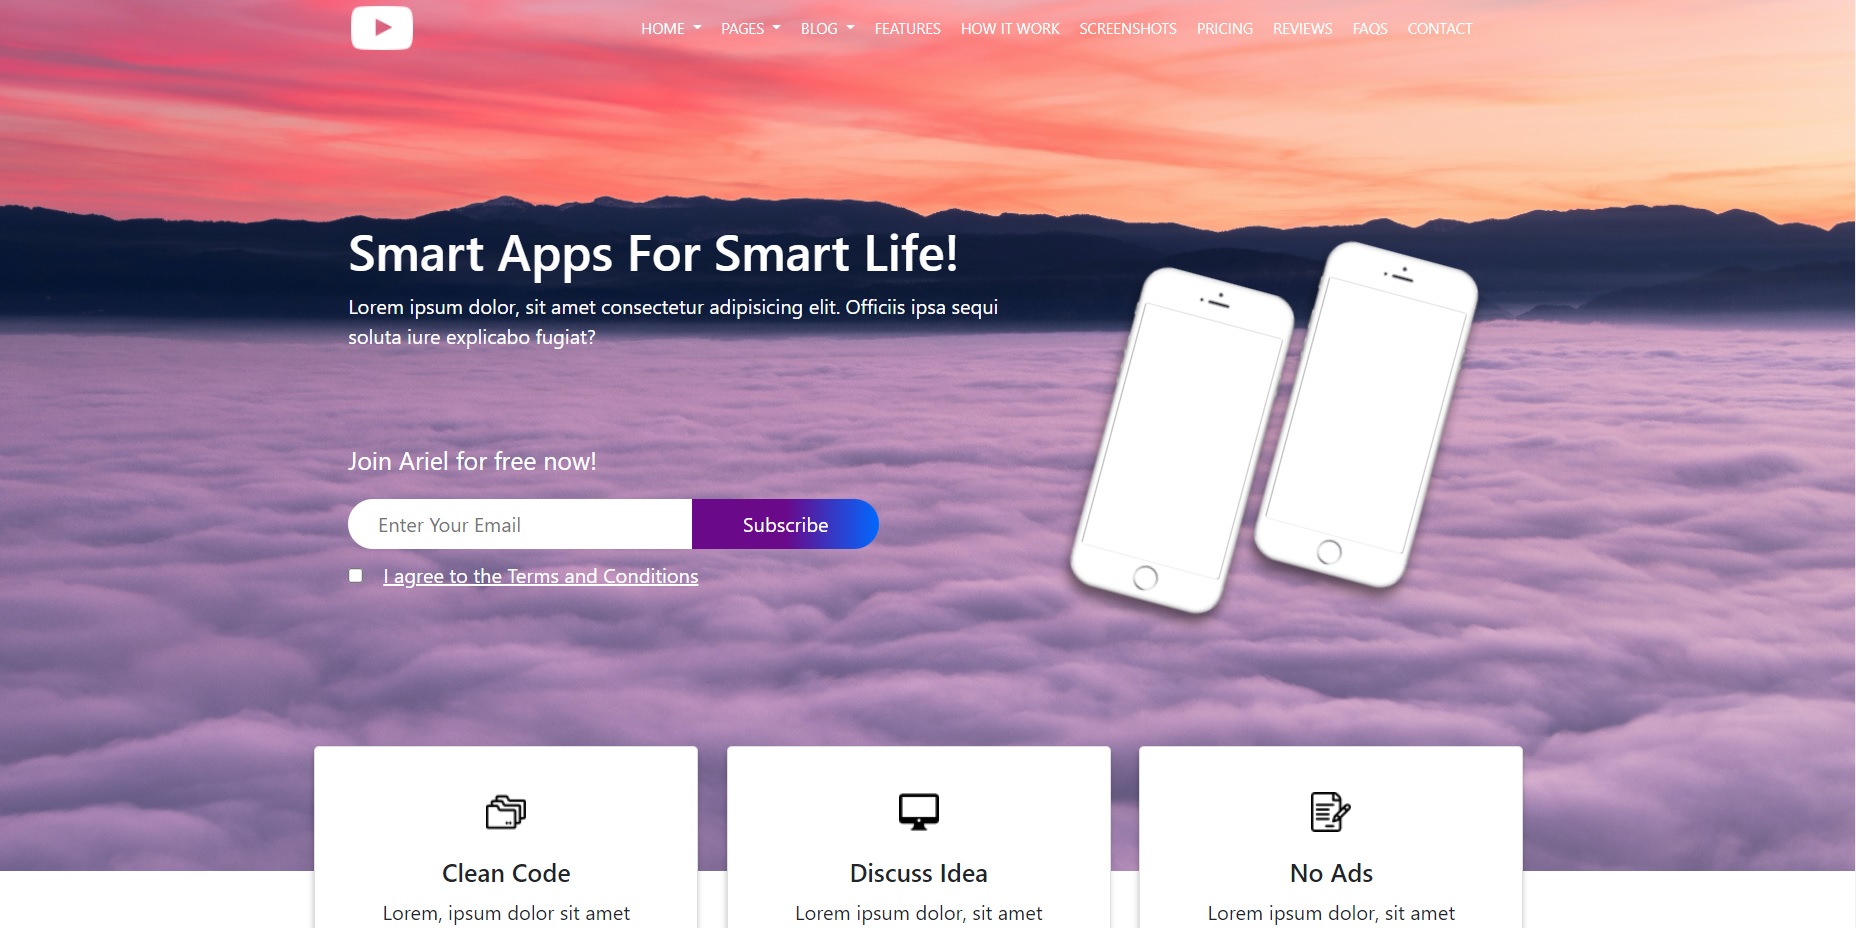 HOME PAGES BLOG FEATURES HOW IT WORK SCREENSHOTS PRICING REVIEWS FAQS CONTACT
Smart Apps For Smart Life!
Lorem ipsum dolor, sit amet consectetur adipisicing elit. Officiis ipsa sequi
soluta iure explicabo fugiat?
Join Ariel for free now!
Enter Your Email Subscribe
I agree to the Terms and Conditions
Clean Code
Lorem, ipsum dolor sit amet
Discuss Idea
Lorem ipsum dolor, sit amet
No Ads
Lorem ipsum dolor, sit amet